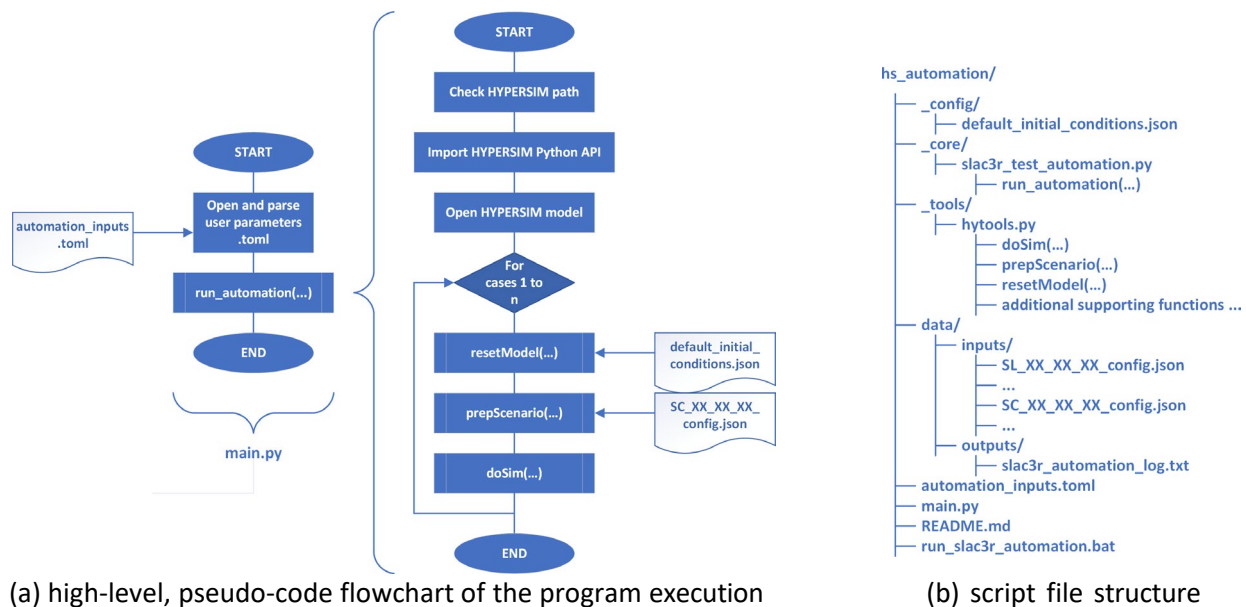 START
Open and parse
user parameters
.toml
automation_inputs
.toml
run_automation(...)
END
main.py
START
Check HYPERSIM path
Import HYPERSIM Python API
Open HYPERSIM model
For
cases 1 to
n
resetModel(...)
default_initial_
conditions.json
prepScenario(...)
SC_XX_XX_XX_
config.json
doSim(...)
END
(a) high-level, pseudo-code flowchart of the program execution
hs_automation/
_config/
default_initial_conditions.json
_core/
slac3r_test_automation.py
run_automation(...)
_tools/
hytools.py
doSim(...)
prepScenario(...)
resetModel(...)
additional supporting functions ...
data/
inputs/
SL_XX_XX_XX_config.json
...
SC_XX_XX_XX_config.json
...
outputs/
slac3r_automation_log.txt
automation_inputs.toml
main.py
README.md
run_slac3r_automation.bat
(b) script file structure